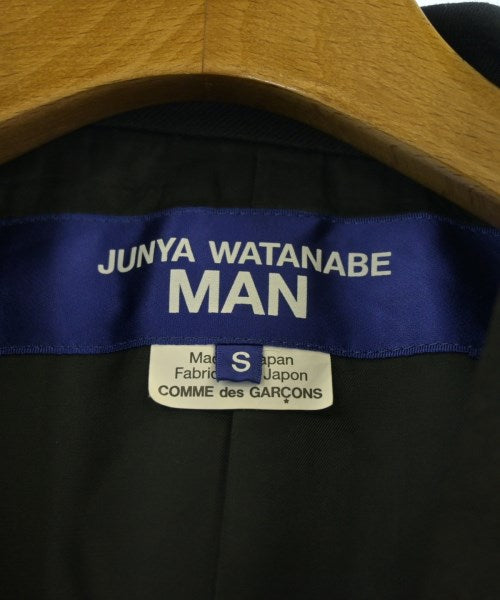 JUNYA WATANABE
MAN
S
Japan
Japon
COMME des GARÇONS